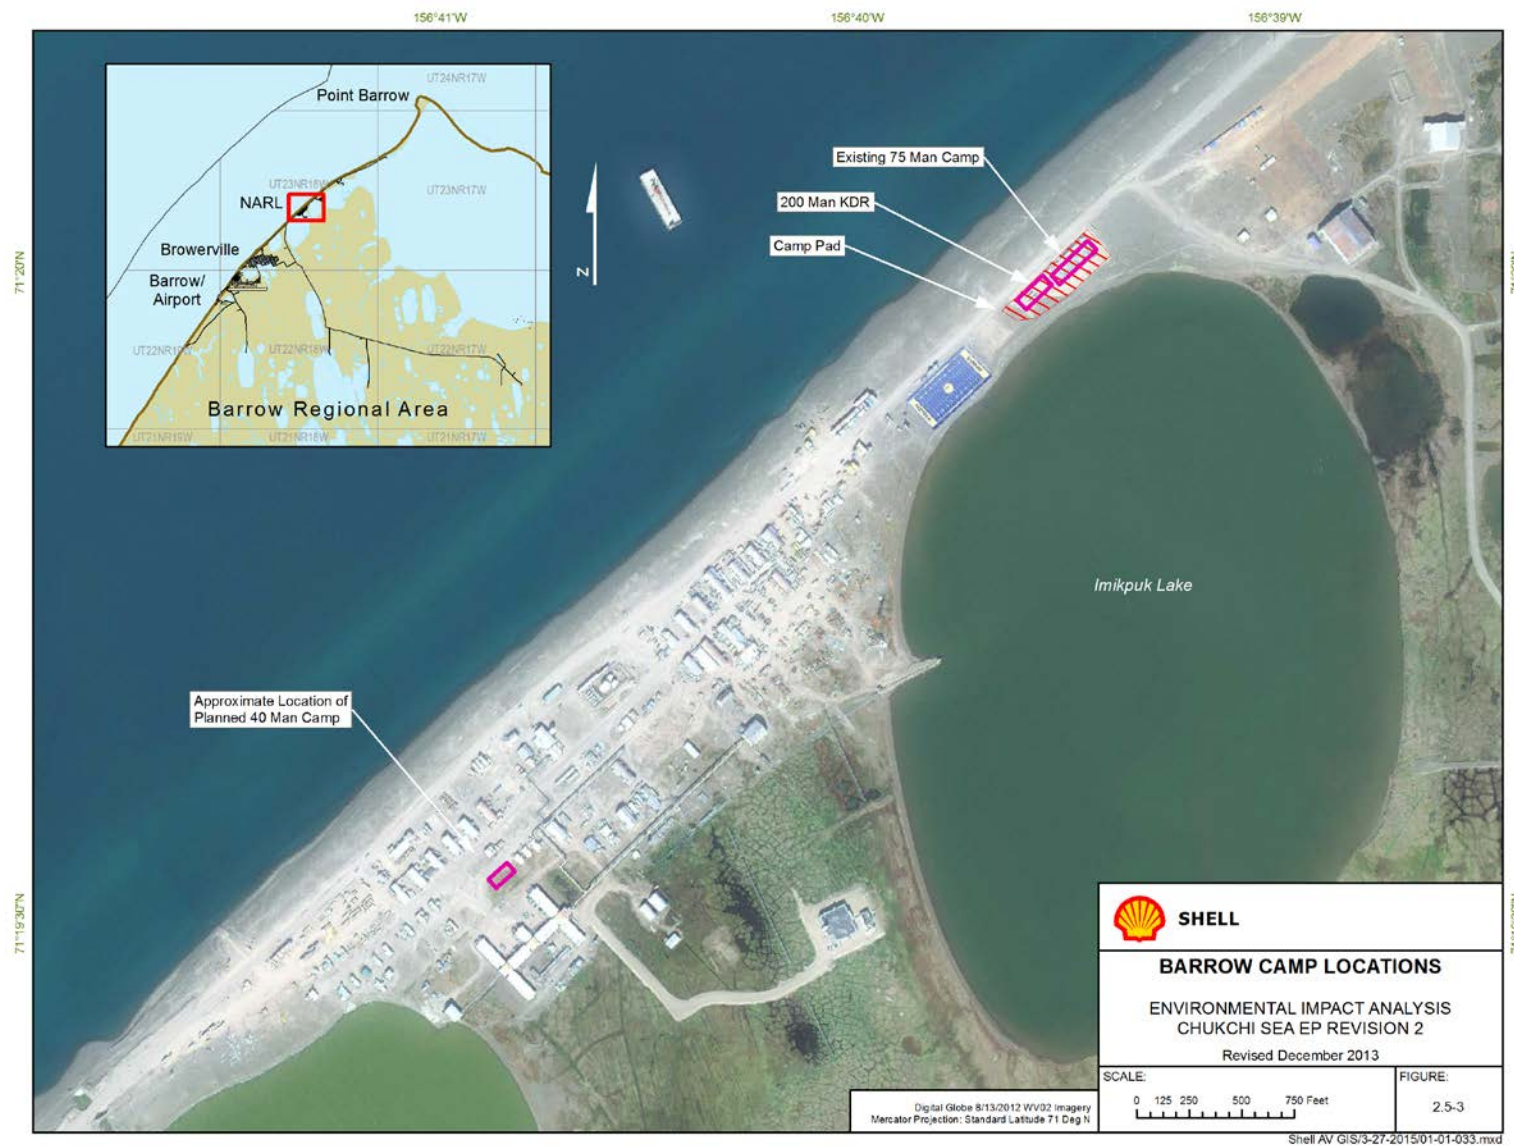 156°41'W
156°40'W
156°39'W
71°20'N
71°19'30"N
Point Barrow
NARL
Browerville
Barrow/
Airport
UT24NR17W
UT23NR18W
UT23NR17W
UT22NR19W
UT22NR18W
UT22NR17W
Barrow Regional Area
UT21NR19W
UT21NR18W
UT21NR17W
N
Existing 75 Man Camp
200 Man KDR
Camp Pad
Imikpuk Lake
Approximate Location of
Planned 40 Man Camp
SHELL
BARROW CAMP LOCATIONS
ENVIRONMENTAL IMPACT ANALYSIS
CHUKCHI SEA EP REVISION 2
Revised December 2013
SCALE:
0 125 250 500 750 Feet
FIGURE:
2.5-3
Digital Globe 8/13/2012 WV02 Imagery
Mercator Projection; Standard Latitude 71 Deg N
Shell AV GIS/3-27-2015/01-01-033.mxd